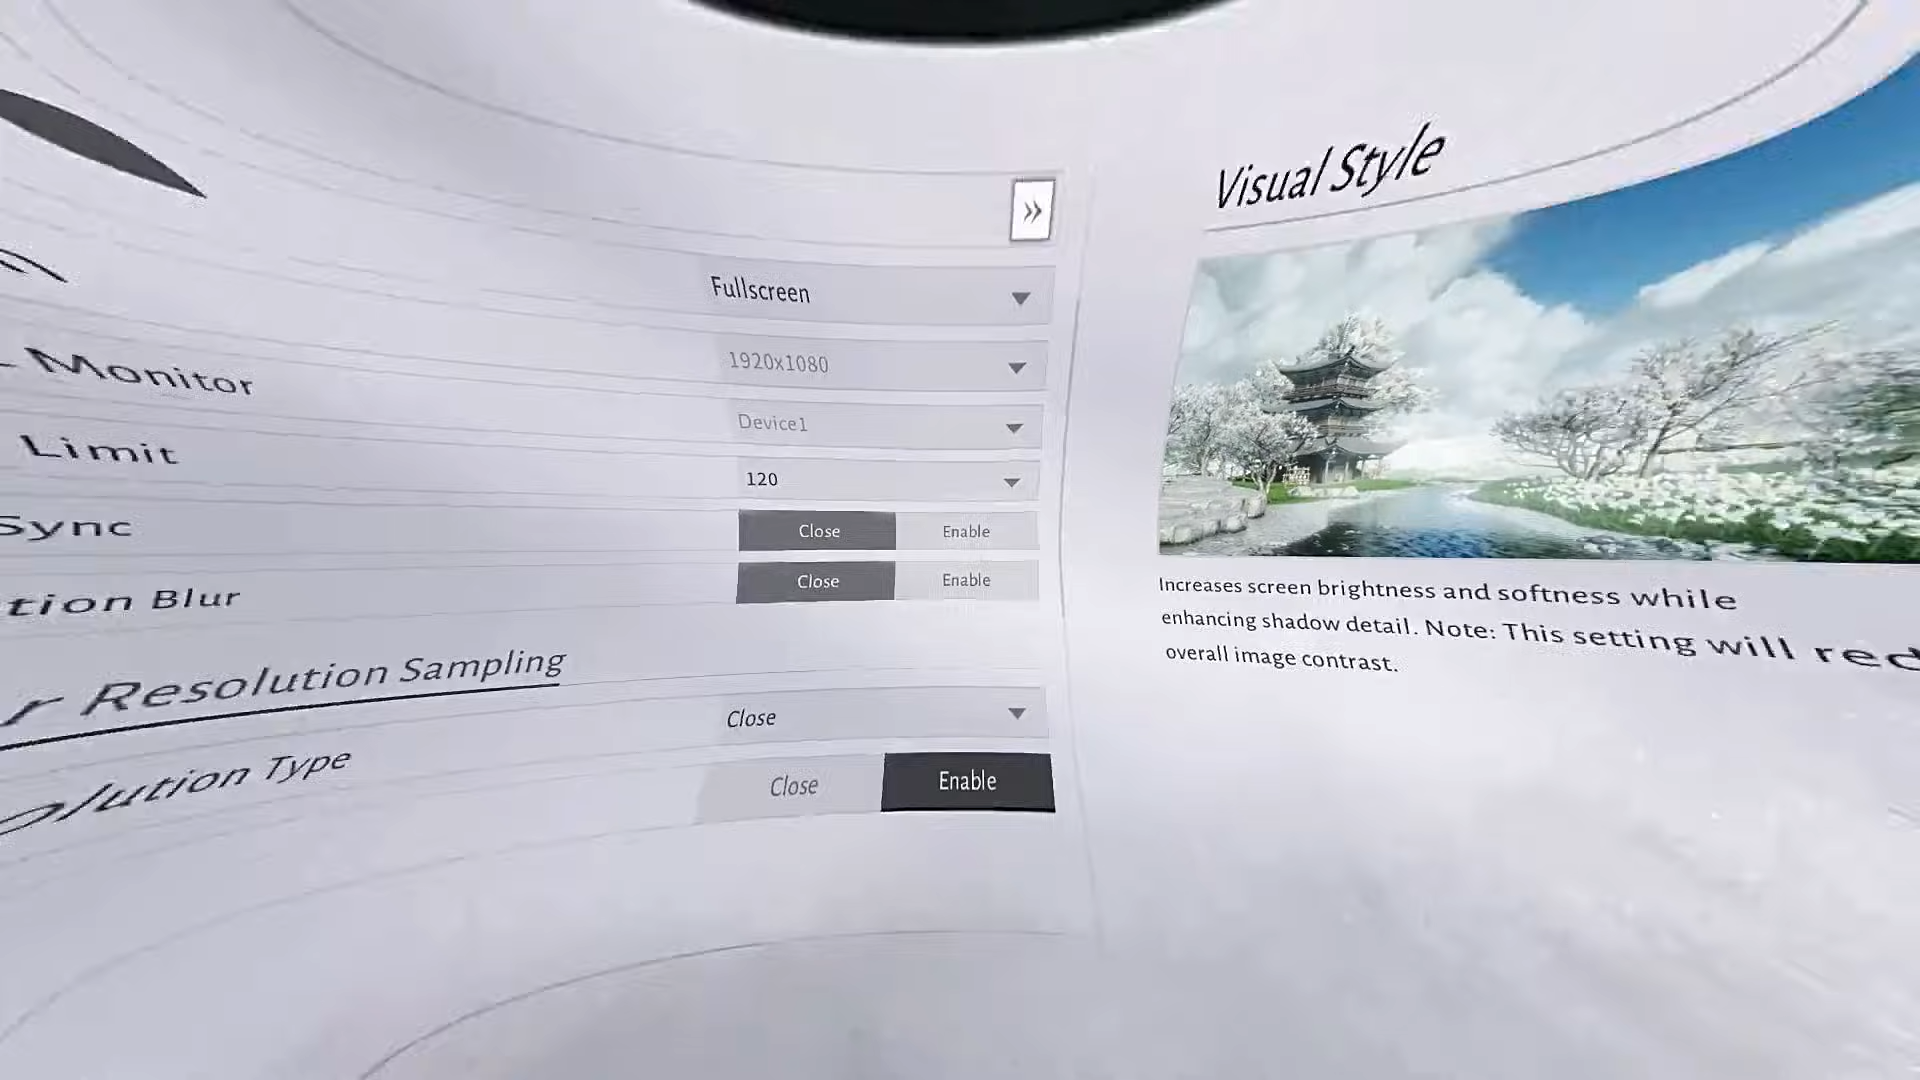 Visual Style
»
Fullscreen
1920x1080
Monitor
Device1
Limit
120
Sync
Close
Enable
tion Blur
Close
Enable
r Resolution Sampling
Close
olution Type
Close
Enable
Increases screen brightness and softness while
enhancing shadow detail. Note: This setting will red
overall image contrast.